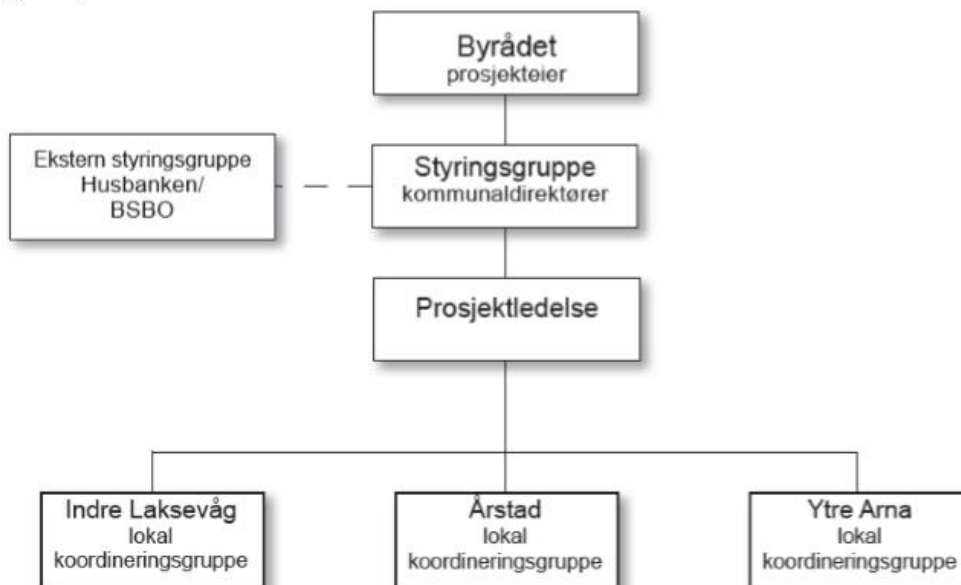 Byrådet
prosjekteier
Ekstern styringsgruppe
Husbanken/
BSBO
Styringsgruppe
kommunaldirektører
Prosjektledelse
Indre Laksevåg
lokal
koordineringsgruppe
Årstad
lokal
koordineringsgruppe
Ytre Arna
lokal
koordineringsgruppe